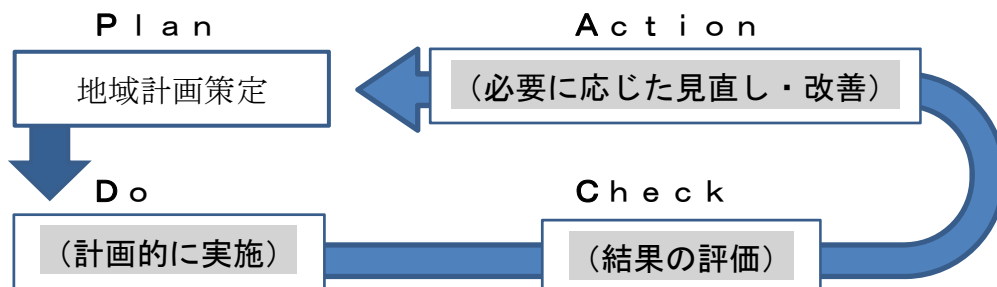 Ｐｌａｎ
地域計画策定
Ａｃｔｉｏｎ
（必要に応じた見直し・改善）
Ｄｏ
（計画的に実施）
Ｃｈｅｃｋ
（結果の評価）